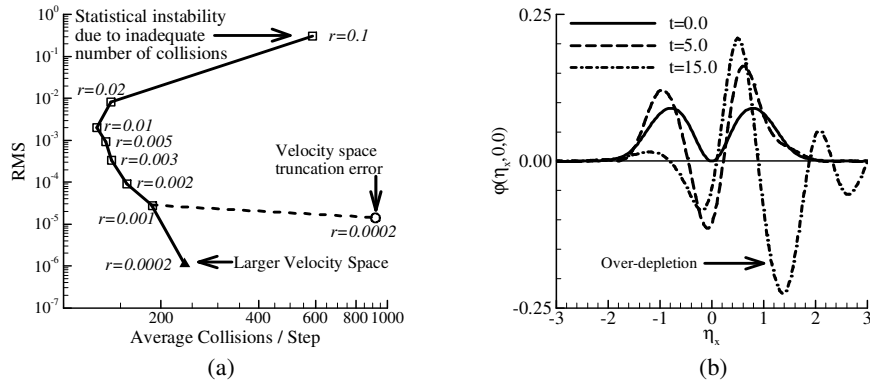 Statistical instability
due to inadequate
number of collisions
r=0.1
r=0.02
r=0.01
r=0.005
r=0.003
r=0.002
r=0.001
r=0.0002
Velocity space
truncation error
r=0.0002
Larger Velocity Space
RMS
10^1
10^0
10^-1
10^-2
10^-3
10^-4
10^-5
10^-6
10^-7
200 400 600 800 1000
Average Collisions / Step
(a)
t=0.0
t=5.0
t=15.0
Over-depletion
φ(η_x,0,0)
0.25
0.00
-0.25
-3 -2 -1 0 1 2 3
η_x
(b)